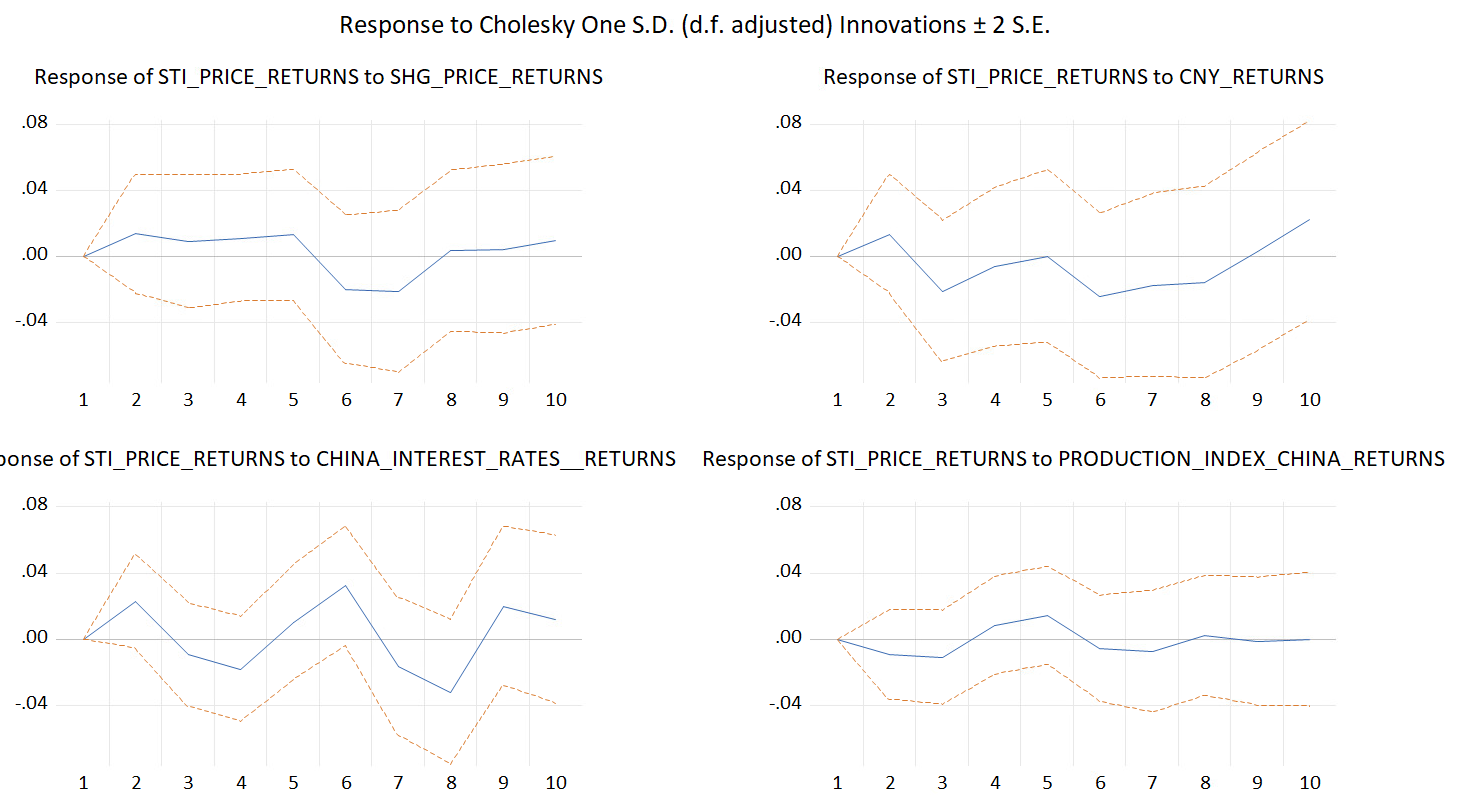 Response to Cholesky One S.D. (d.f. adjusted) Innovations ± 2 S.E.
Response of STI_PRICE_RETURNS to SHG_PRICE_RETURNS
.08
.04
.00
-.04
1 2 3 4 5 6 7 8 9 10
Response of STI_PRICE_RETURNS to CNY_RETURNS
.08
.04
.00
-.04
1 2 3 4 5 6 7 8 9 10
ponse of STI_PRICE_RETURNS to CHINA_INTEREST_RATES__RETURNS
.08
.04
.00
-.04
1 2 3 4 5 6 7 8 9 10
Response of STI_PRICE_RETURNS to PRODUCTION_INDEX_CHINA_RETURNS
.08
.04
.00
-.04
1 2 3 4 5 6 7 8 9 10